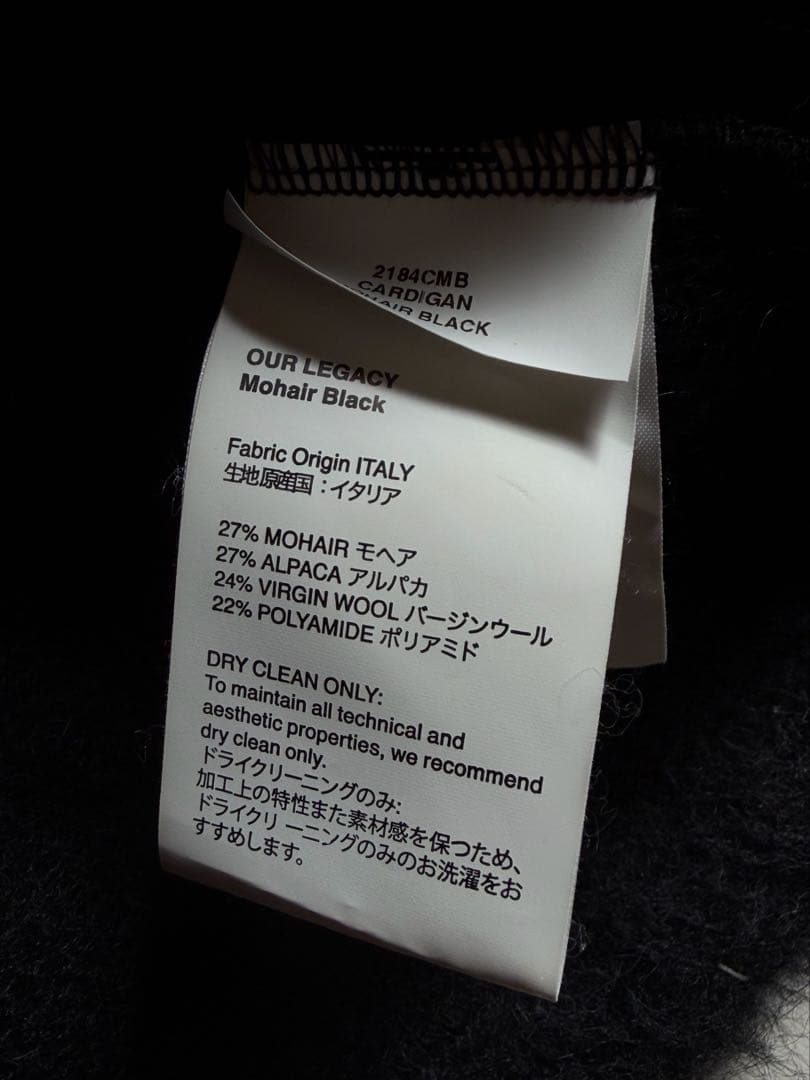 2184CMB
CARDIGAN
MOHAIR BLACK
OUR LEGACY
Mohair Black
Fabric Origin ITALY
生地原産国：イタリア
27% MOHAIR モヘア
27% ALPACA アルパカ
24% VIRGIN WOOL バージンウール
22% POLYAMIDE ポリアミド
DRY CLEAN ONLY:
To maintain all technical and
aesthetic properties, we recommend
dry clean only.
ドライクリーニングのみ:
加工上の特性また素材感を保つため、
ドライクリ ーニングのみのお洗濯をお
すすめします。